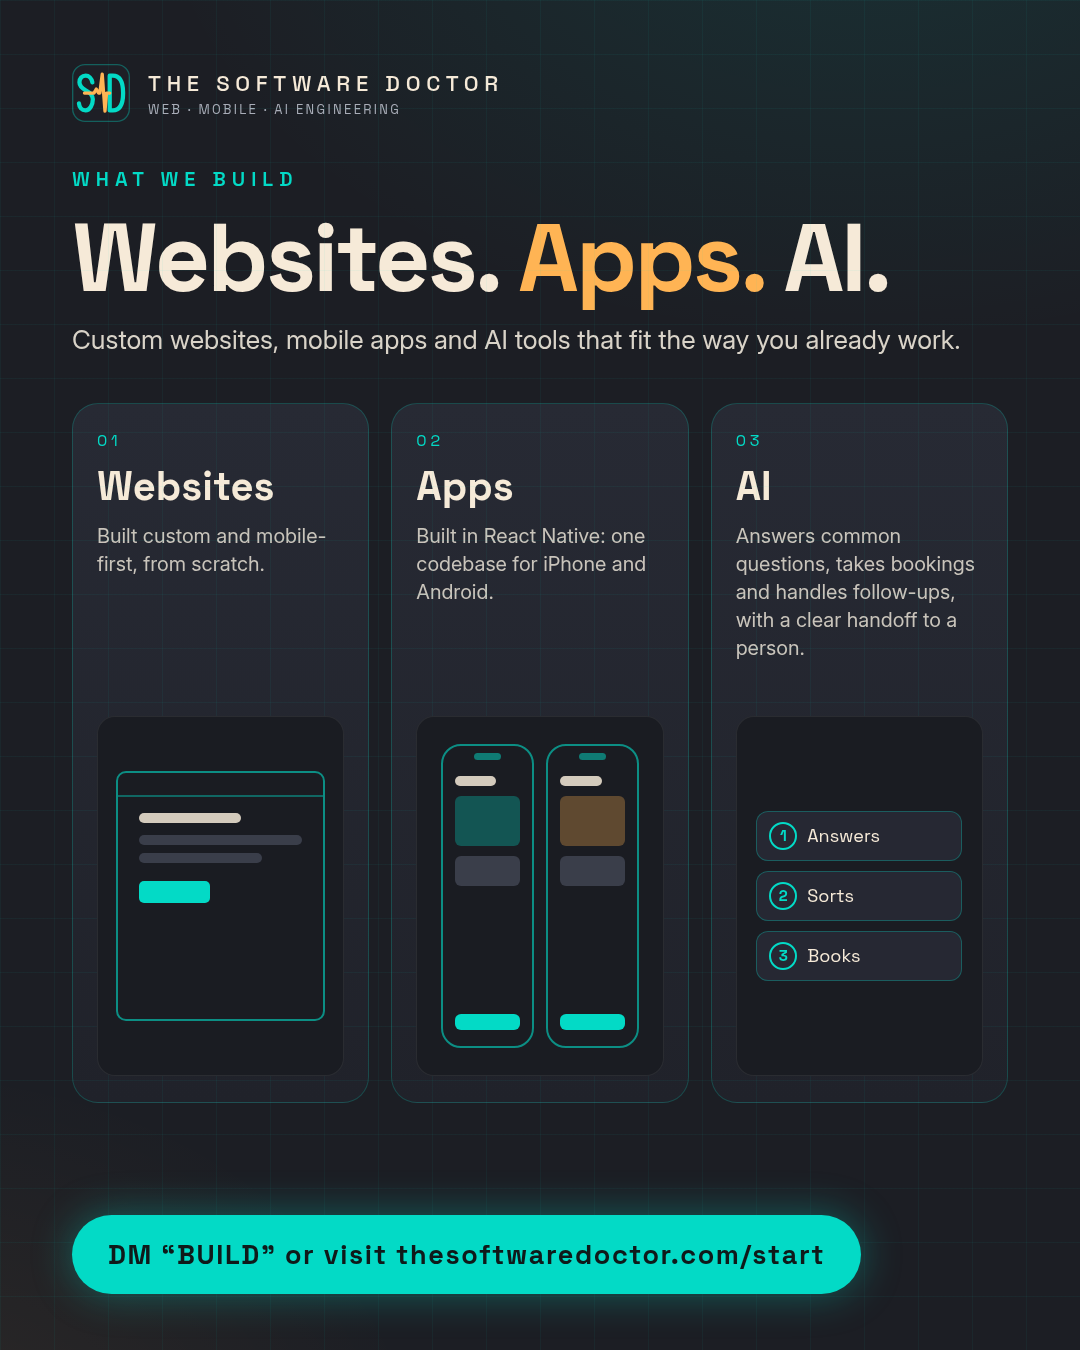 SD
THE SOFTWARE DOCTOR
WEB · MOBILE · AI ENGINEERING
WHAT WE BUILD
Websites. Apps. AI.
Custom websites, mobile apps and AI tools that fit the way you already work.
01
Websites
Built custom and mobile-
first, from scratch.
02
Apps
Built in React Native: one
codebase for iPhone and
Android.
03
AI
Answers common
questions, takes bookings
and handles follow-ups,
with a clear handoff to a
person.
1 Answers
2 Sorts
3 Books
DM “BUILD” or visit thesoftwaredoctor.com/start